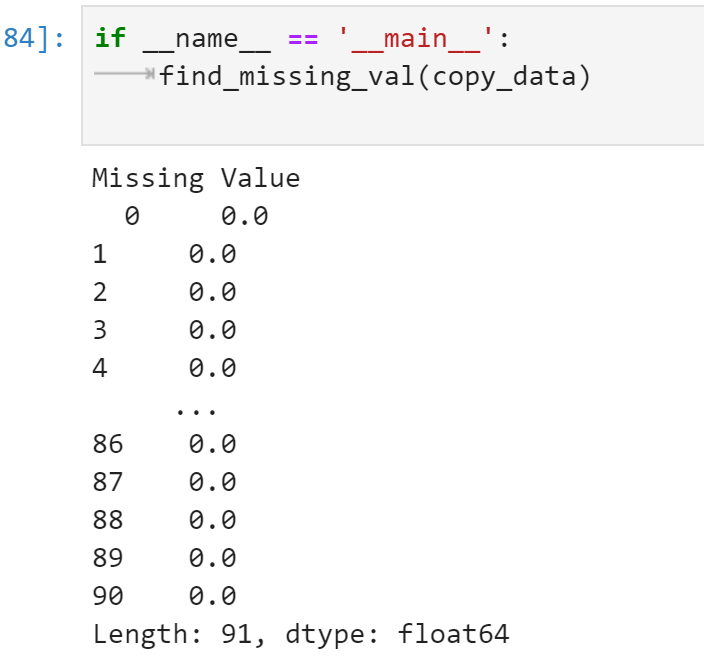 84]: if __name__ == '__main__':
find_missing_val(copy_data)
Missing Value
  0     0.0
1     0.0
2     0.0
3     0.0
4     0.0
     ...
86    0.0
87    0.0
88    0.0
89    0.0
90    0.0
Length: 91, dtype: float64